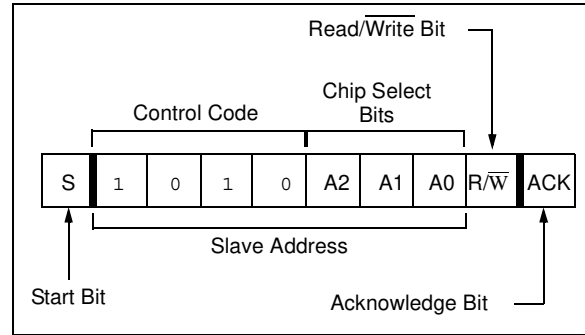 Read/Write Bit
Chip Select
Control Code Bits
S 1 0 1 0 A2 A1 A0 R/W ACK
Slave Address
Start Bit
Acknowledge Bit